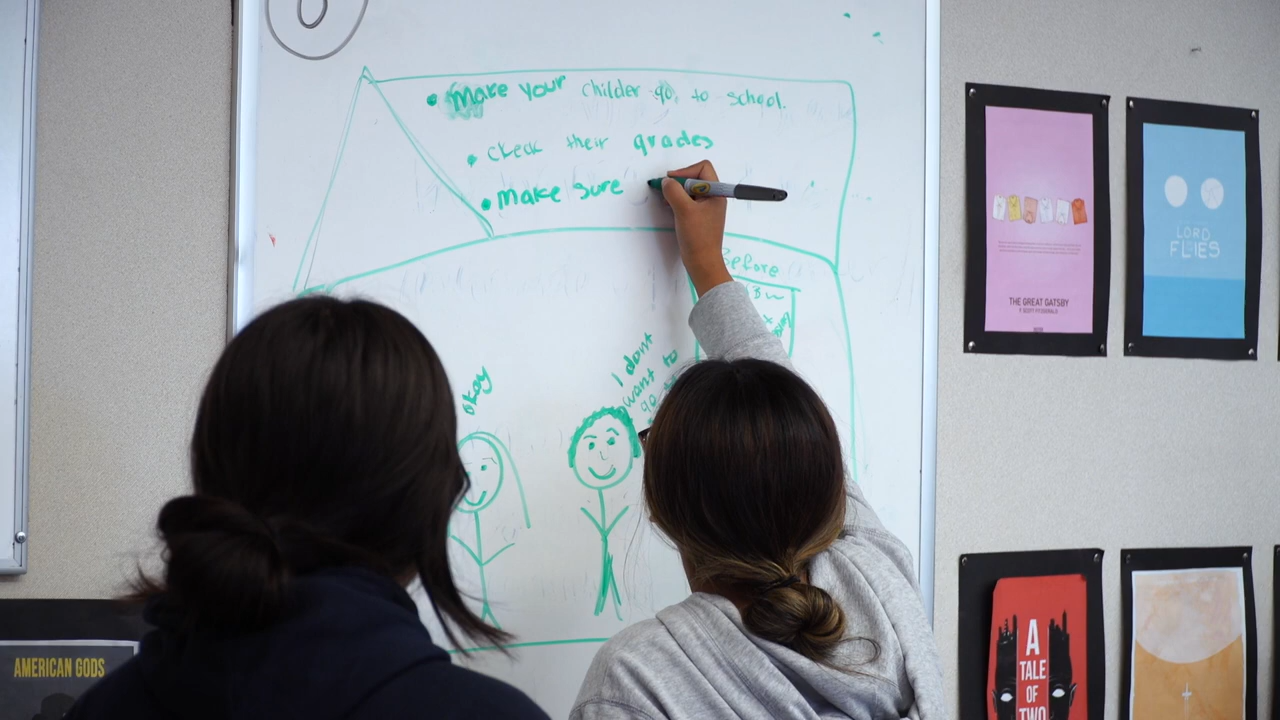 • Make your childer go to school.
• check their grades
• Make sure
Before
okay
I dont
want to
go
THE GREAT GATSBY
F. SCOTT FITZGERALD
LORD
FLIES
AMERICAN GODS
A
TALE
OF
TWO